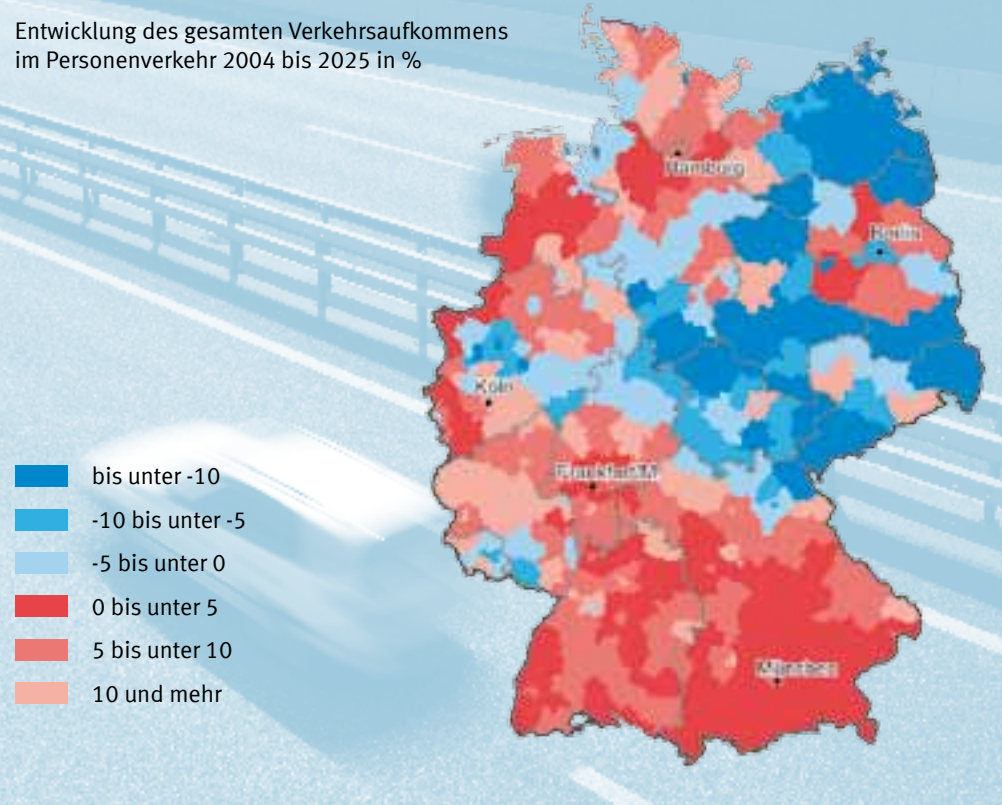 Entwicklung des gesamten Verkehrsaufkommens
im Personenverkehr 2004 bis 2025 in %
Hamburg
Berlin
Köln
Frankfurt/M
München
bis unter -10
-10 bis unter -5
-5 bis unter 0
0 bis unter 5
5 bis unter 10
10 und mehr